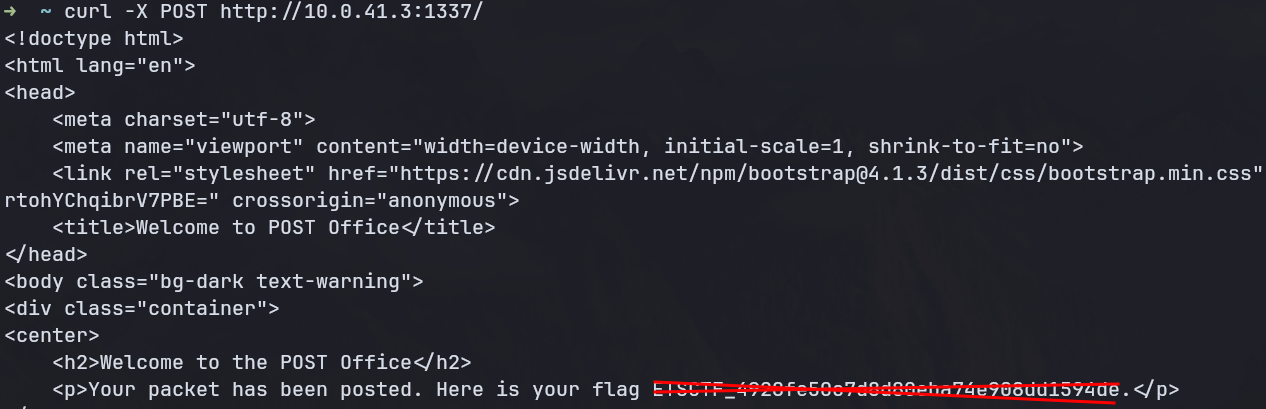 ➜ ~ curl -X POST http://10.0.41.3:1337/
<!doctype html>
<html lang="en">
<head>
    <meta charset="utf-8">
    <meta name="viewport" content="width=device-width, initial-scale=1, shrink-to-fit=no">
    <link rel="stylesheet" href="https://cdn.jsdelivr.net/npm/bootstrap@4.1.3/dist/css/bootstrap.min.css"
rtohYChqibrV7PBE=" crossorigin="anonymous">
    <title>Welcome to POST Office</title>
</head>
<body class="bg-dark text-warning">
<div class="container">
<center>
    <h2>Welcome to the POST Office</h2>
    <p>Your packet has been posted. Here is your flag .</p>